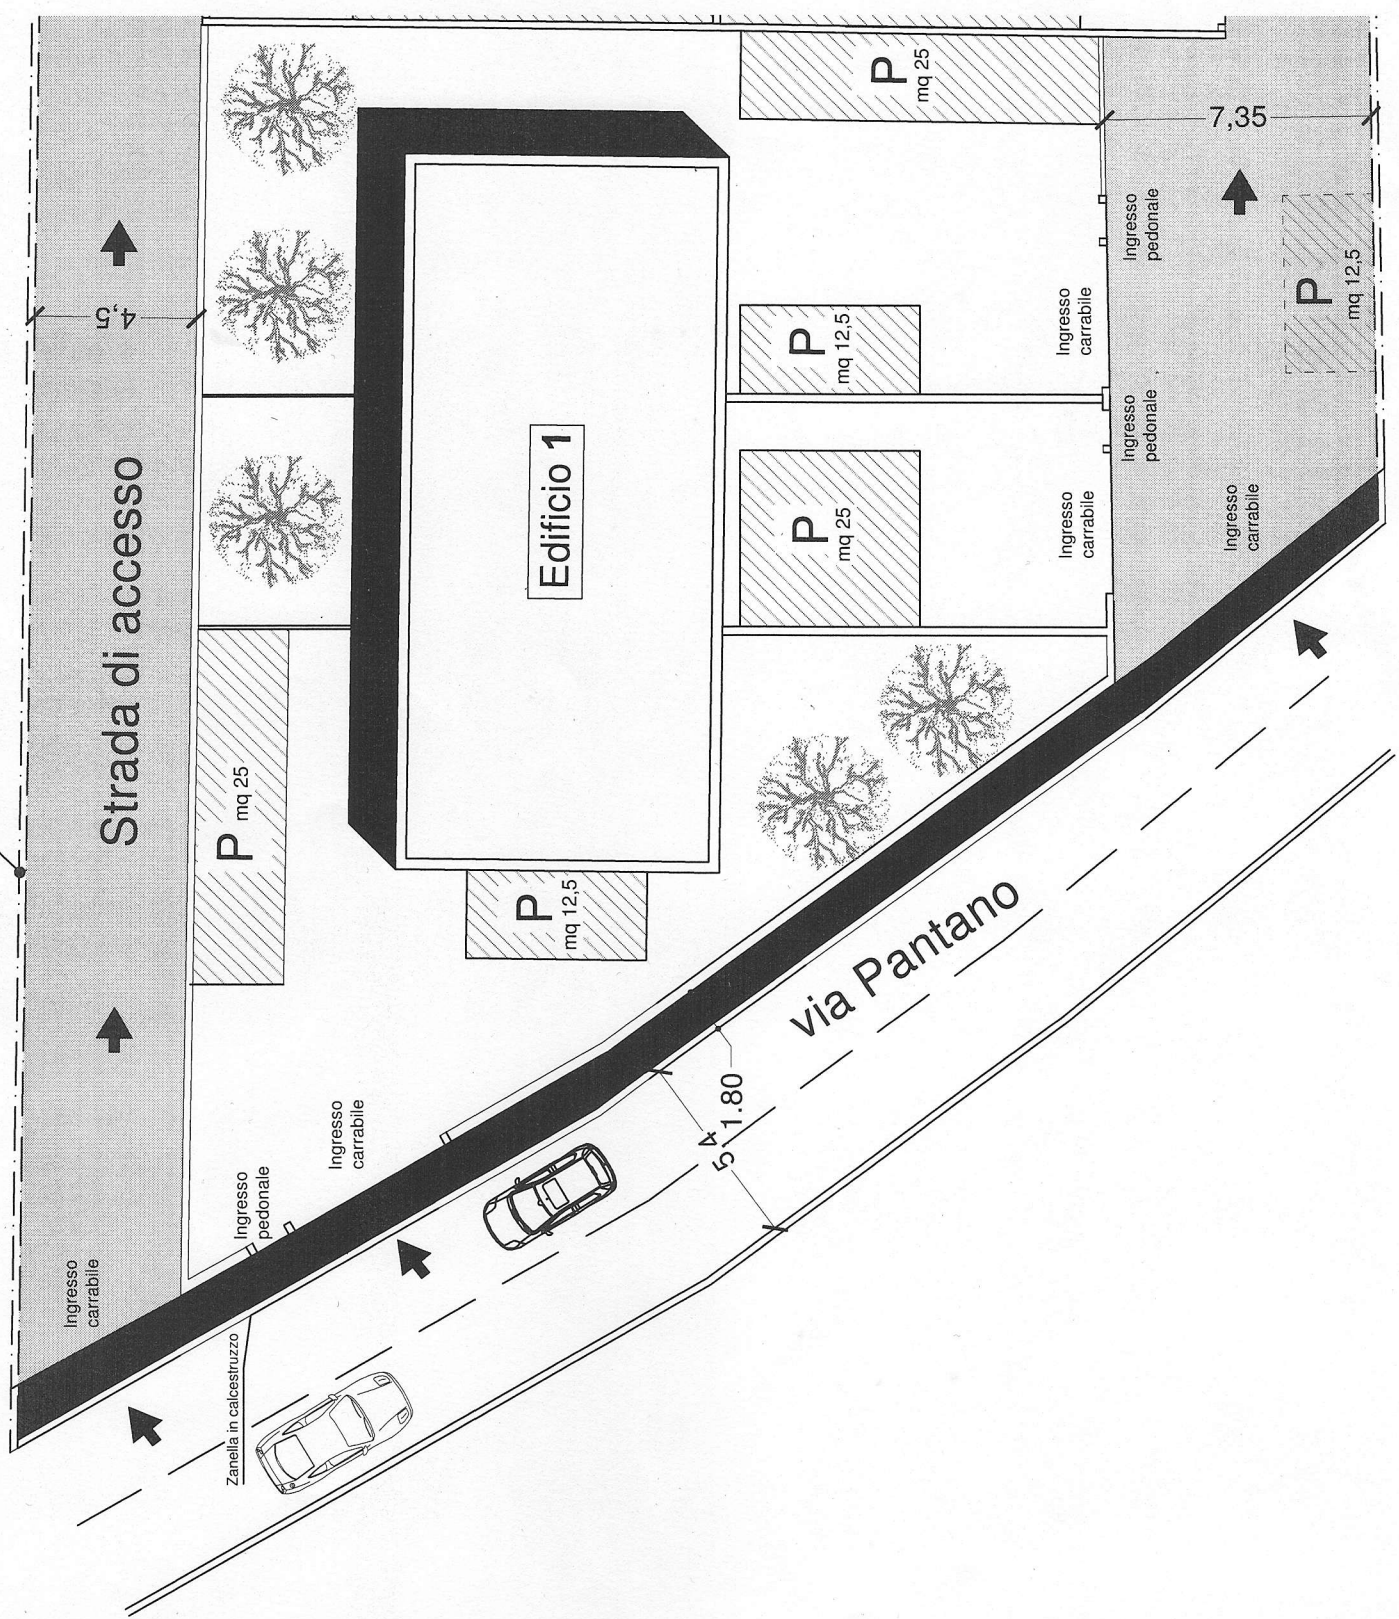 P
mq 25
7,35
Ingresso
pedonale
P
mq 12,5
4,5
Ingresso
carrabile
P
mq 12,5
Ingresso
pedonale
Strada di accesso
Edificio 1
P
mq 25
Ingresso
carrabile
Ingresso
carrabile
P mq 25
P
mq 12,5
via Pantano
1.80
5,4
Ingresso
carrabile
Ingresso
pedonale
Ingresso
carrabile
Zanella in calcestruzzo